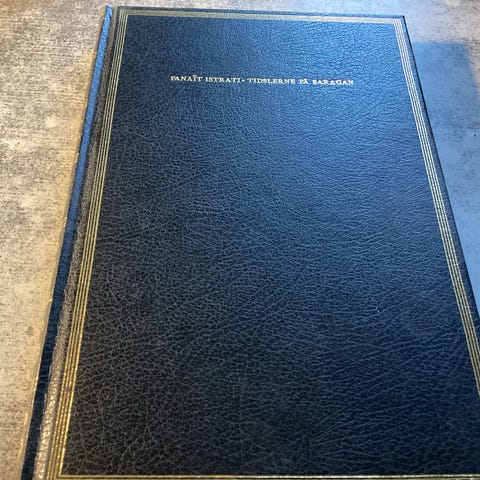 PANAÏT ISTRATI • TIDSLERNE PÅ BARAGAN